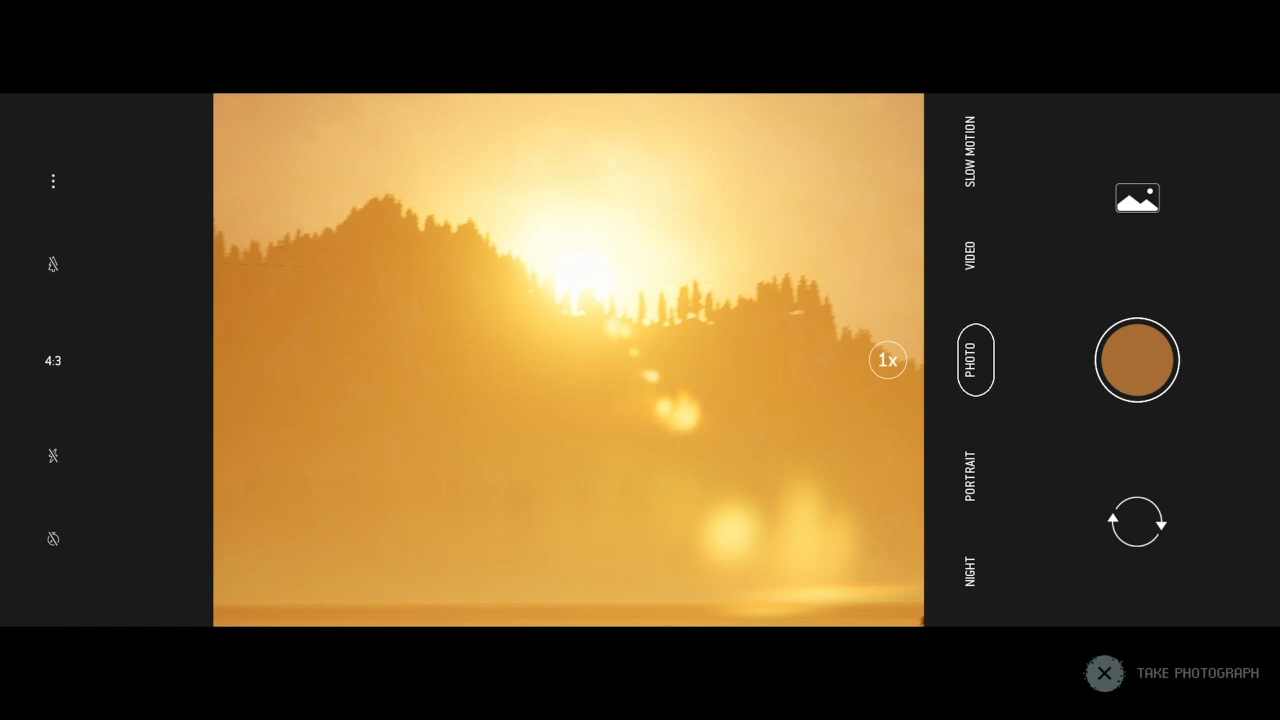 4:3
1x
SLOW MOTION
VIDEO
PHOTO
PORTRAIT
NIGHT
TAKE PHOTOGRAPH